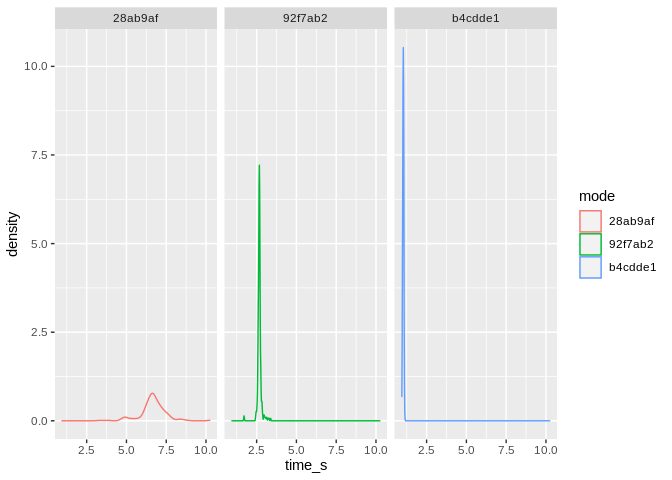 28ab9af 92f7ab2 b4cdde1
10.0
7.5
5.0
2.5
0.0
density
2.5 5.0 7.5 10.0 2.5 5.0 7.5 10.0 2.5 5.0 7.5 10.0
time_s
mode
28ab9af
92f7ab2
b4cdde1